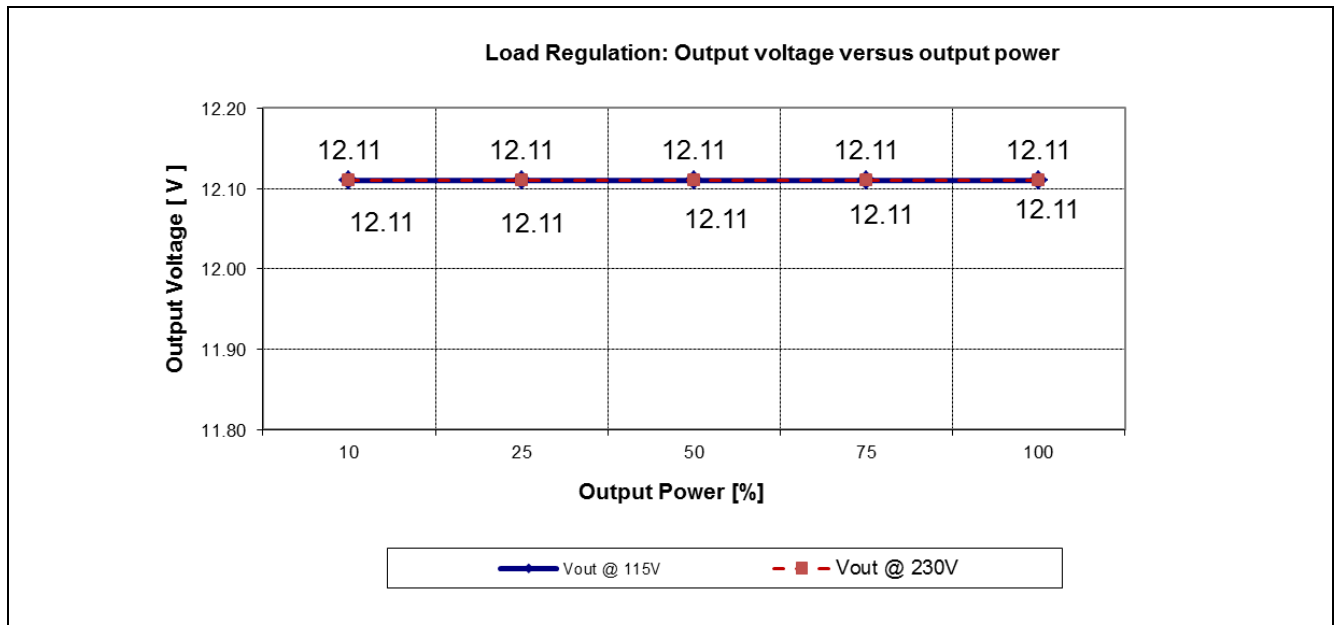 Load Regulation: Output voltage versus output power
Output Voltage [ V ]
12.20
12.10
12.00
11.90
11.80
12.11 12.11 12.11 12.11 12.11
12.11 12.11 12.11 12.11 12.11
10 25 50 75 100
Output Power [%]
Vout @ 115V Vout @ 230V